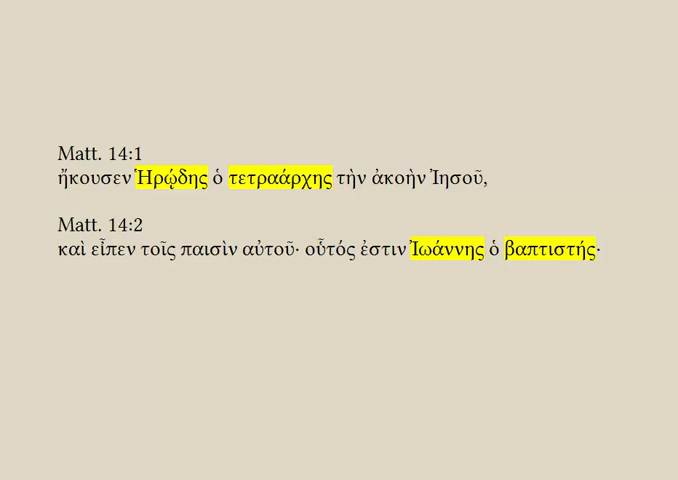 Matt. 14:1
ἤκουσεν Ἡρῴδης ὁ τετραάρχης τὴν ἀκοὴν Ἰησοῦ,
Matt. 14:2
καὶ εἶπεν τοῖς παισὶν αὐτοῦ· οὗτός ἐστιν Ἰωάννης ὁ βαπτιστής·